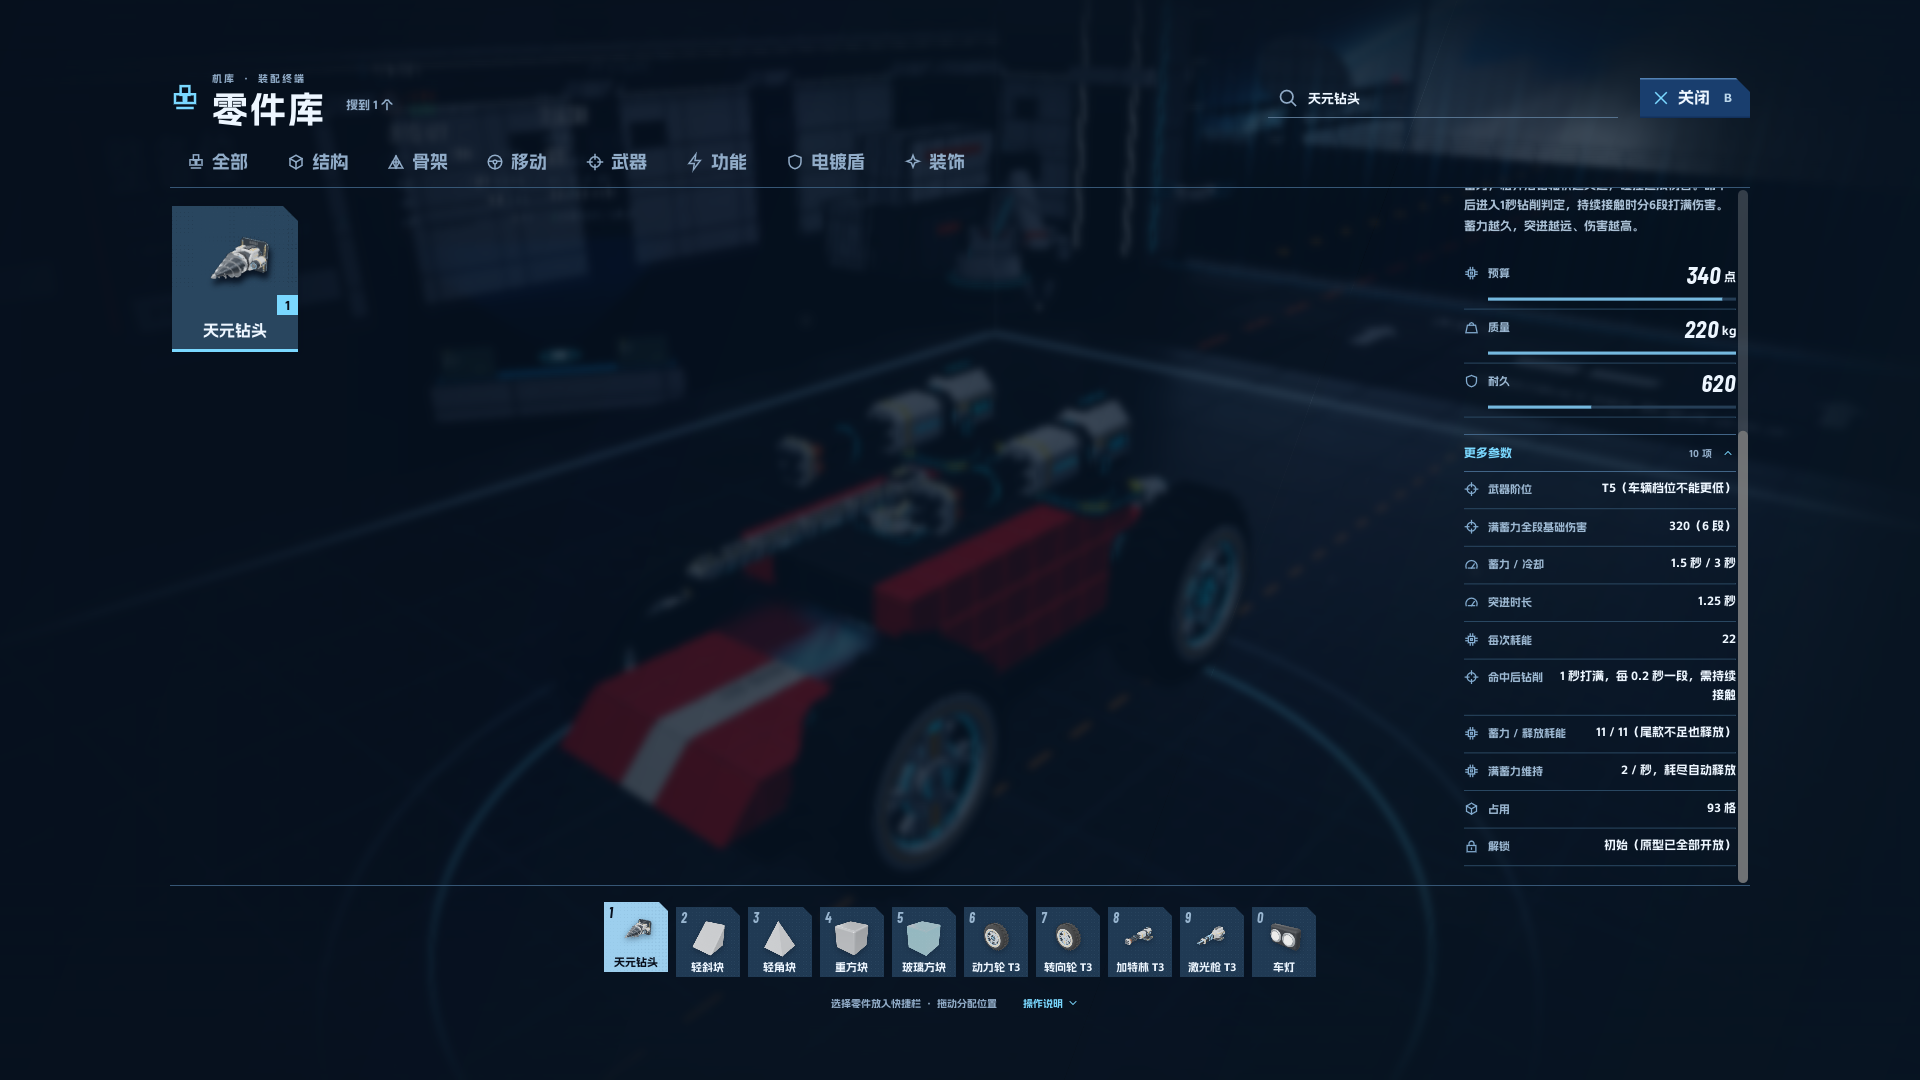 机库 · 装配终端
零件库
搜到 1 个
天元钻头
关闭 B
全部
结构
骨架
移动
武器
功能
电镀盾
装饰
1
天元钻头
后进入1秒钻削判定，持续接触时分6段打满伤害。
蓄力越久，突进越远、伤害越高。
预算 340 点
质量 220 kg
耐久 620
更多参数 10 项
武器阶位 T5（车辆档位不能更低）
满蓄力全段基础伤害 320（6 段）
蓄力 / 冷却 1.5 秒 / 3 秒
突进时长 1.25 秒
每次耗能 22
命中后钻削 1 秒打满，每 0.2 秒一段，需持续
接触
蓄力 / 释放耗能 11 / 11（尾款不足也释放）
满蓄力维持 2 / 秒，耗尽自动释放
占用 93 格
解锁 初始（原型已全部开放）
1 天元钻头
2 轻斜块
3 轻角块
4 重方块
5 玻璃方块
6 动力轮 T3
7 转向轮 T3
8 加特林 T3
9 激光枪 T3
0 车灯
选择零件放入快捷栏 · 拖动分配位置 操作说明